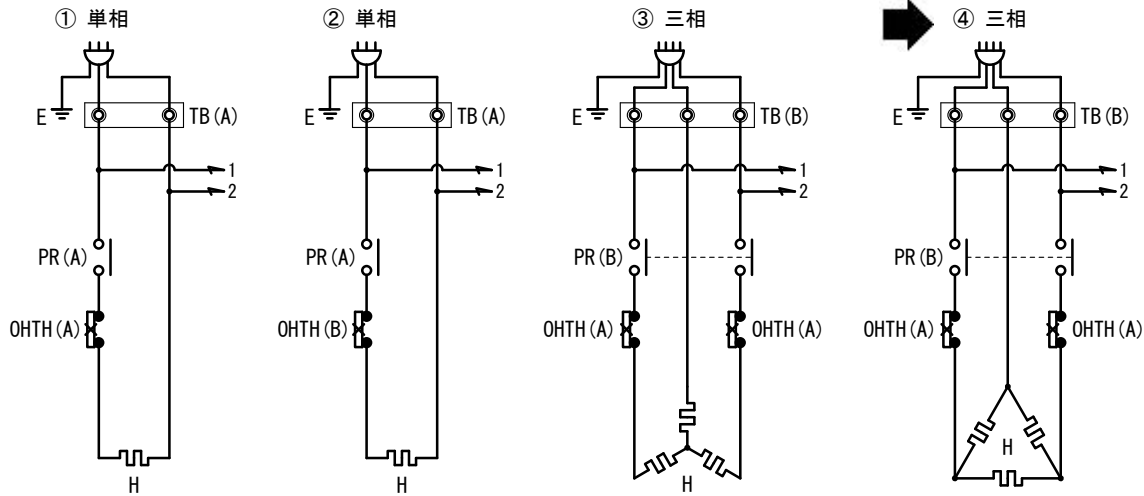 ① 単相
E
TB(A)
1
2
PR(A)
OHTH(A)
H
② 単相
E
TB(A)
1
2
PR(A)
OHTH(B)
H
③ 三相
E
TB(B)
1
2
PR(B)
OHTH(A)
OHTH(A)
H
④ 三相
E
TB(B)
1
2
PR(B)
OHTH(A)
OHTH(A)
H